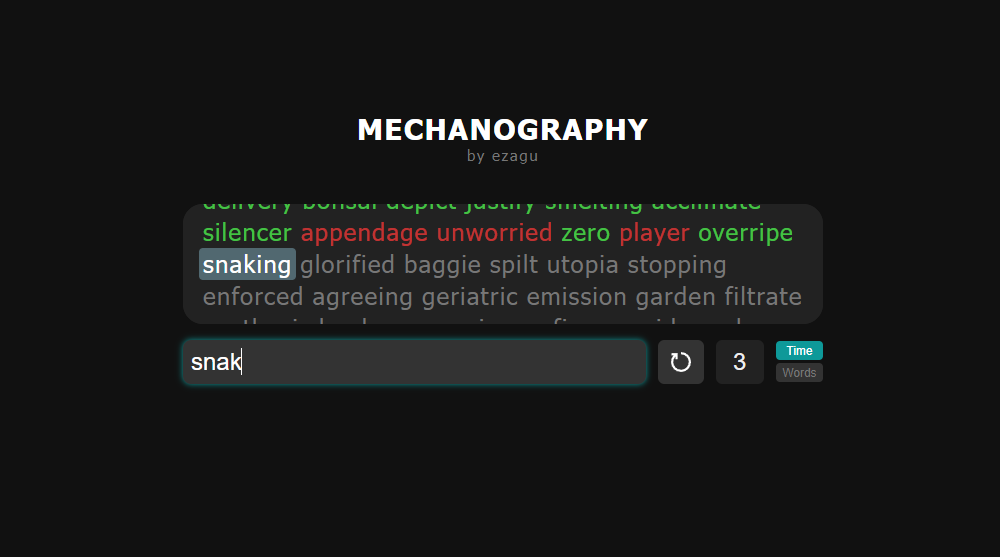 MECHANOGRAPHY
by ezagu
delivery bonsai depict justify smelting acclimate
silencer appendage unworried zero player overripe
snaking glorified baggie spilt utopia stopping
enforced agreeing geriatric emission garden filtrate
snak
3
Time
Words